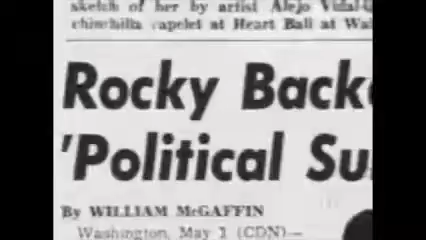 sketch of her by artist Alejo Vidal-
chinchilla capelet at Heart Ball at Wal
Rocky Back
'Political Su
By WILLIAM McGAFFIN
Washington, May 1 (CDN)—